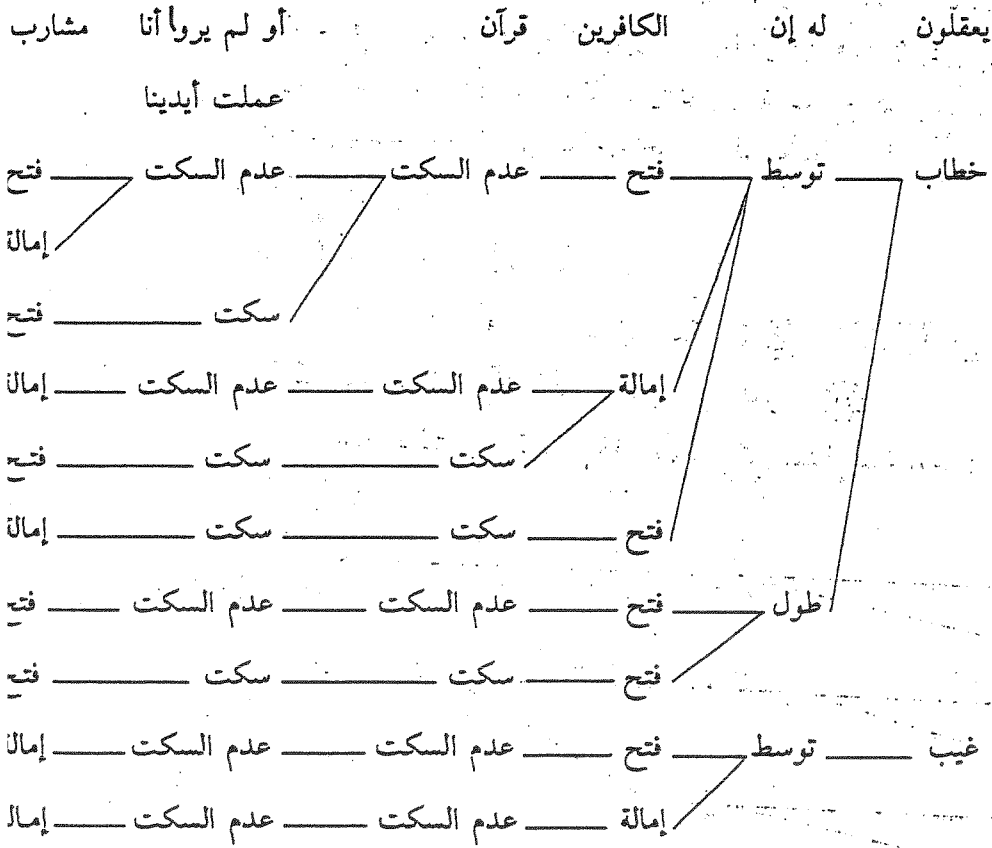 يعقلون له إن الكافرين قرآن أو لم يروا أنا مشارب
عملت أيدينا
خطاب توسط فتح عدم السكت عدم السكت فتح
إمالة
سكت فتح
إمالة عدم السكت عدم السكت إمالة
سكت سكت فتح
فتح سكت سكت إمالة
طول فتح عدم السكت عدم السكت فتح
فتح سكت سكت فتح
غيب توسط فتح عدم السكت عدم السكت إمالة
إمالة عدم السكت عدم السكت إمالة